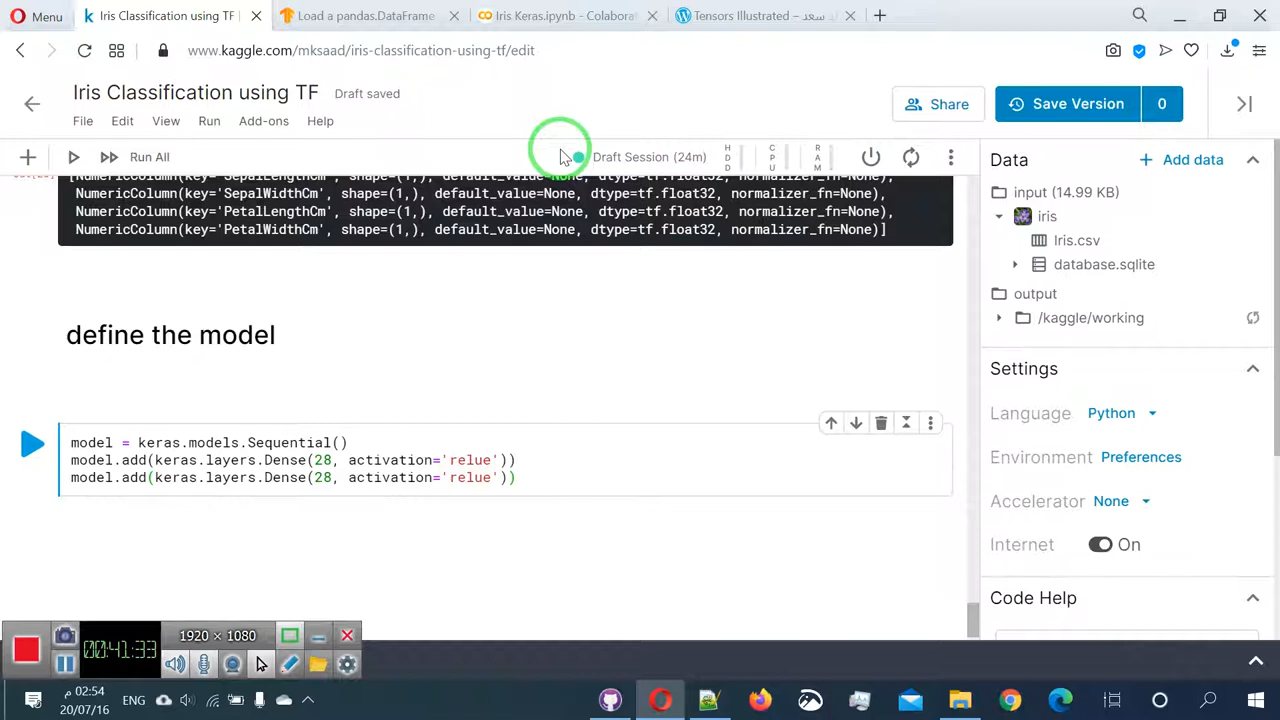 Menu
Iris Classification using TF
Load a pandas.DataFrame
Iris Keras.ipynb - Colabora
Tensors Illustrated – د سعد
www.kaggle.com/mksaad/iris-classification-using-tf/edit
Iris Classification using TF
Draft saved
Share
Save Version
0
File
Edit
View
Run
Add-ons
Help
Run All
Draft Session (24m)
HDD
CPU
RAM
NumericColumn(key='SepalWidthCm', shape=(1,), default_value=None, dtype=tf.float32, normalizer_fn=None),
NumericColumn(key='PetalLengthCm', shape=(1,), default_value=None, dtype=tf.float32, normalizer_fn=None),
NumericColumn(key='PetalWidthCm', shape=(1,), default_value=None, dtype=tf.float32, normalizer_fn=None)]
define the model
model = keras.models.Sequential()
model.add(keras.layers.Dense(28, activation='relue'))
model.add(keras.layers.Dense(28, activation='relue'))
Data
Add data
input (14.99 KB)
iris
Iris.csv
database.sqlite
output
/kaggle/working
Settings
Language
Python
Environment
Preferences
Accelerator
None
Internet
On
Code Help
1920 × 1080
00:41:33
02:54 م
20/07/16
ENG